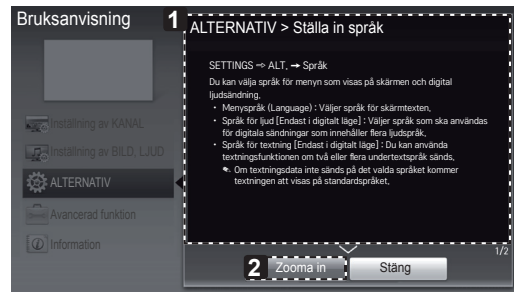 Bruksanvisning
1
ALTERNATIV > Ställa in språk
SETTINGS ➾ ALT. ➞ Språk
Du kan välja språk för menyn som visas på skärmen och digital
ljudsändning.
• Menyspråk (Language) : Väljer språk för skärmtexten.
• Språk för ljud [Endast i digitalt läge] : Väljer språk som ska användas
för digitala sändningar som innehåller flera ljudspråk.
• Språk för textning [Endast i digitalt läge] : Du kan använda
textningsfunktionen om två eller flera undertextspråk sänds.
✎ Om textningsdata inte sänds på det valda språket kommer
textningen att visas på standardspråket.
Inställning av KANAL
Inställning av BILD, LJUD
ALTERNATIV
Avancerad funktion
Information
1/2
2
Zooma in
Stäng